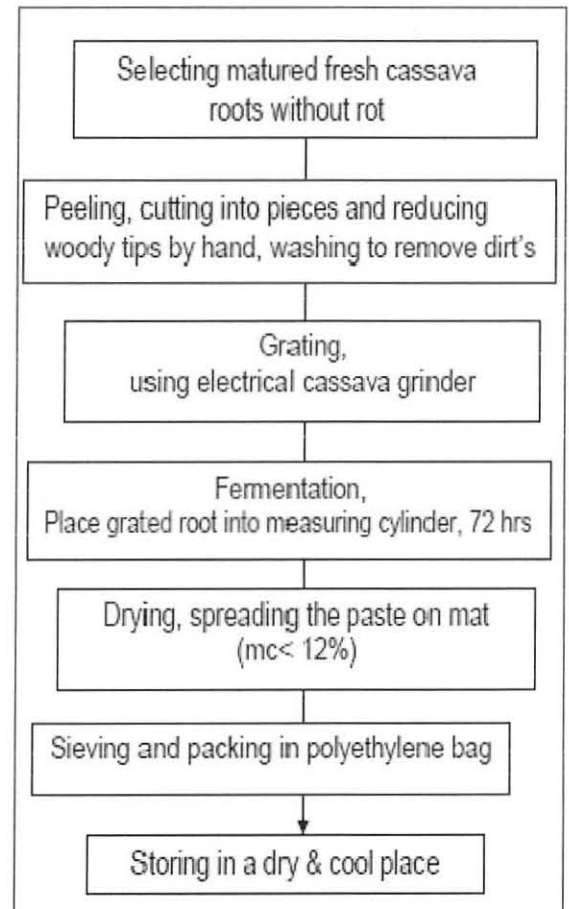 Selecting matured fresh cassava
roots without rot
Peeling, cutting into pieces and reducing
woody tips by hand, washing to remove dirt's
Grating,
using electrical cassava grinder
Fermentation,
Place grated root into measuring cylinder, 72 hrs
Drying, spreading the paste on mat
(mc< 12%)
Sieving and packing in polyethylene bag
Storing in a dry & cool place